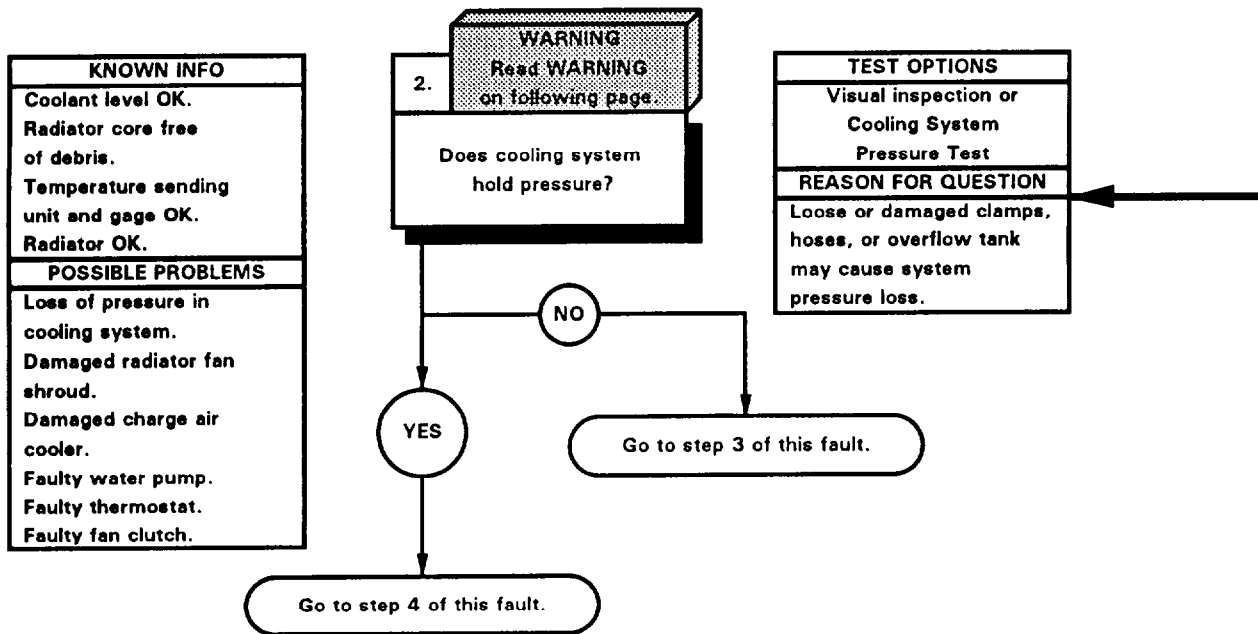 KNOWN INFO
Coolant level OK.
Radiator core free
of debris.
Temperature sending
unit and gage OK.
Radiator OK.
POSSIBLE PROBLEMS
Loss of pressure in
cooling system.
Damaged radiator fan
shroud.
Damaged charge air
cooler.
Faulty water pump.
Faulty thermostat.
Faulty fan clutch.
WARNING
Read WARNING
on following page.
2.
Does cooling system
hold pressure?
NO
YES
Go to step 3 of this fault.
Go to step 4 of this fault.
TEST OPTIONS
Visual inspection or
Cooling System
Pressure Test
REASON FOR QUESTION
Loose or damaged clamps,
hoses, or overflow tank
may cause system
pressure loss.